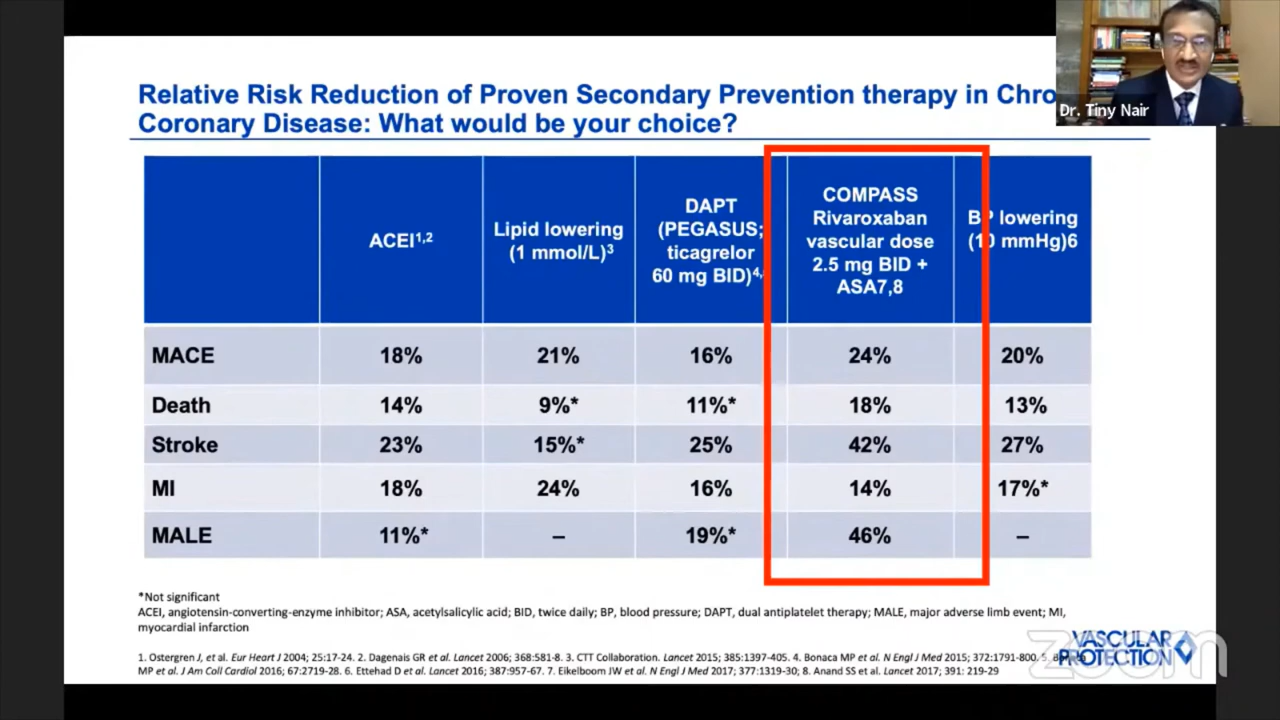 Relative Risk Reduction of Proven Secondary Prevention therapy in Chro
Coronary Disease: What would be your choice?
Dr. Tiny Nair
ACEI1,2
Lipid lowering
(1 mmol/L)3
DAPT
(PEGASUS;
ticagrelor
60 mg BID)4,
COMPASS
Rivaroxaban
vascular dose
2.5 mg BID +
ASA7,8
BP lowering
(10 mmHg)6
MACE 18% 21% 16% 24% 20%
Death 14% 9%* 11%* 18% 13%
Stroke 23% 15%* 25% 42% 27%
MI 18% 24% 16% 14% 17%*
MALE 11%* – 19%* 46% –
*Not significant
ACEI, angiotensin-converting-enzyme inhibitor; ASA, acetylsalicylic acid; BID, twice daily; BP, blood pressure; DAPT, dual antiplatelet therapy; MALE, major adverse limb event; MI,
myocardial infarction
1. Ostergren J, et al. Eur Heart J 2004; 25:17-24. 2. Dagenais GR et al. Lancet 2006; 368:581-8. 3. CTT Collaboration. Lancet 2015; 385:1397-405. 4. Bonaca MP et al. N Engl J Med 2015; 372:1791-800. 5.
MP et al. J Am Coll Cardiol 2016; 67:2719-28. 6. Ettehad D et al. Lancet 2016; 387:957-67. 7. Eikelboom JW et al. N Engl J Med 2017; 377:1319-30; 8. Anand SS et al. Lancet 2017; 391: 219-29
VASCULAR
PROTECTION
zoom